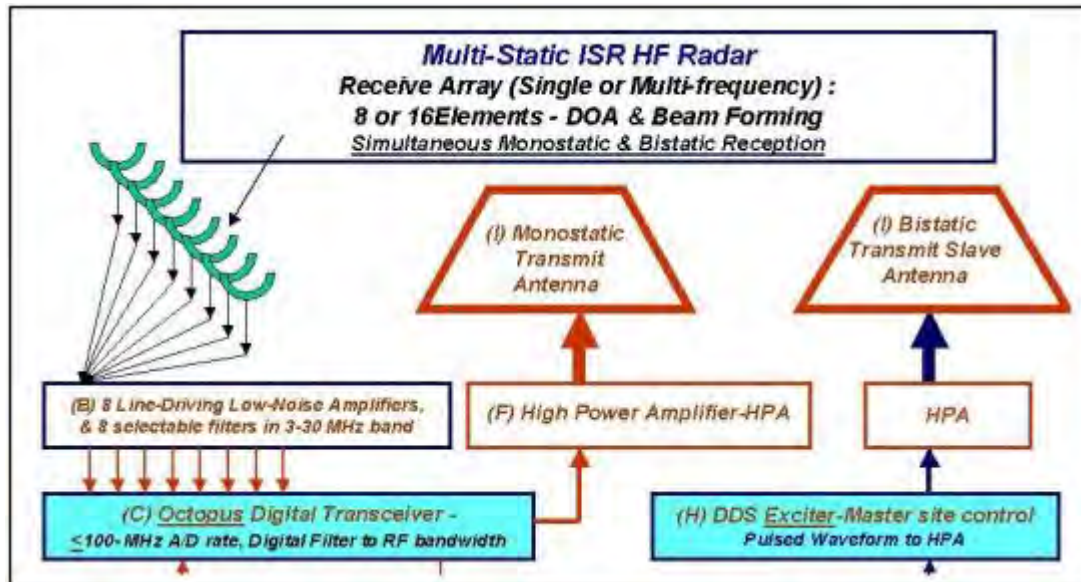 Multi-Static ISR HF Radar
Receive Array (Single or Multi-frequency) :
8 or 16Elements - DOA & Beam Forming
Simultaneous Monostatic & Bistatic Reception
(I) Monostatic
Transmit
Antenna
(I) Bistatic
Transmit Slave
Antenna
(B) 8 Line-Driving Low-Noise Amplifiers,
& 8 selectable filters in 3-30 MHz band
(F) High Power Amplifier-HPA
HPA
(C) Octopus Digital Transceiver -
≤100- MHz A/D rate, Digital Filter to RF bandwidth
(H) DDS Exciter-Master site control
Pulsed Waveform to HPA